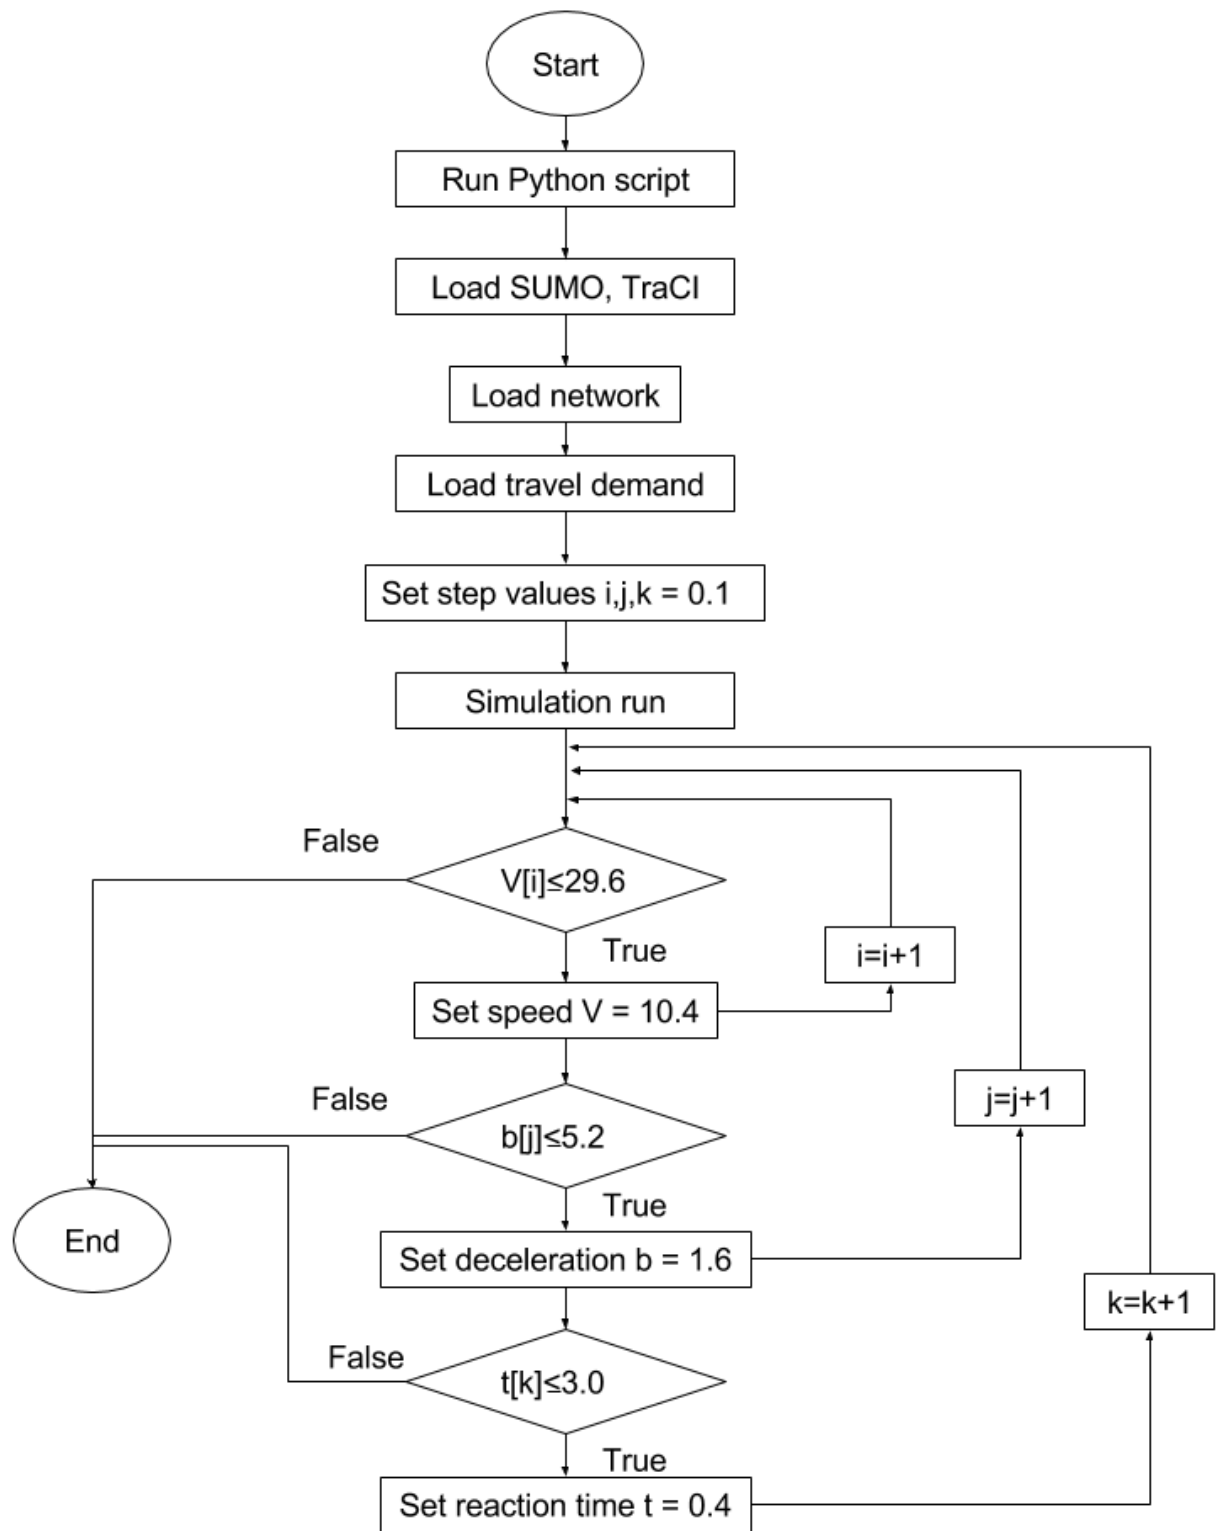 Start
Run Python script
Load SUMO, TraCI
Load network
Load travel demand
Set step values i,j,k = 0.1
Simulation run
False
V[i]≤29.6
True
i=i+1
Set speed V = 10.4
False
b[j]≤5.2
j=j+1
True
End
Set deceleration b = 1.6
k=k+1
False
t[k]≤3.0
True
Set reaction time t = 0.4